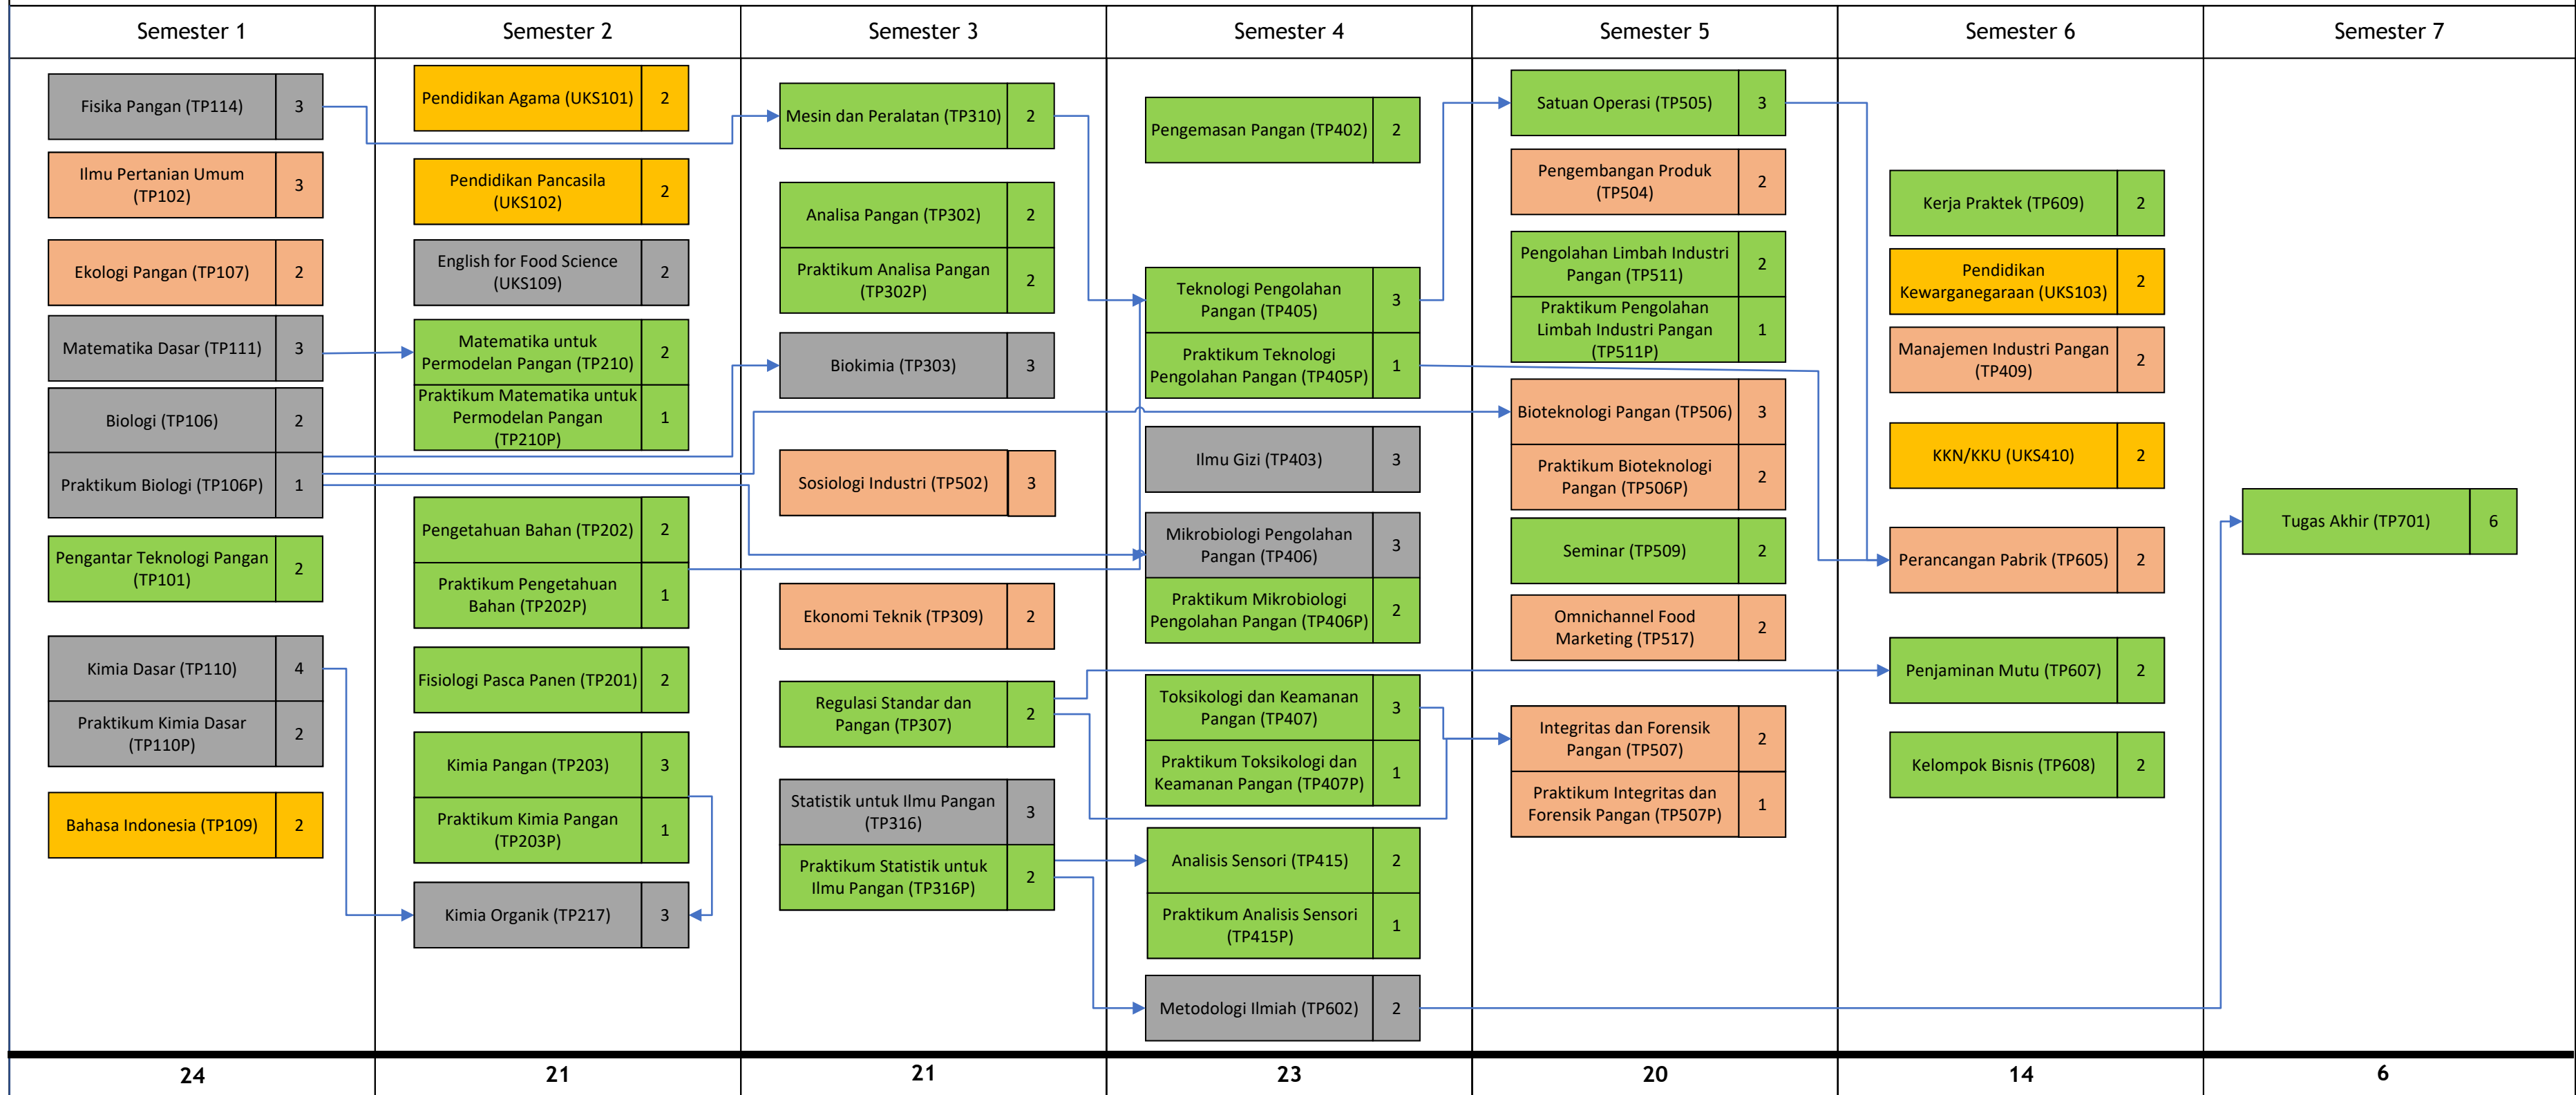 Semester 1
Semester 2
Semester 3
Semester 4
Semester 5
Semester 6
Semester 7
Fisika Pangan (TP114) 3
Ilmu Pertanian Umum
(TP102) 3
Ekologi Pangan (TP107) 2
Matematika Dasar (TP111) 3
Biologi (TP106) 2
Praktikum Biologi (TP106P) 1
Pengantar Teknologi Pangan
(TP101) 2
Kimia Dasar (TP110) 4
Praktikum Kimia Dasar
(TP110P) 2
Bahasa Indonesia (TP109) 2
Pendidikan Agama (UKS101) 2
Pendidikan Pancasila
(UKS102) 2
English for Food Science
(UKS109) 2
Matematika untuk
Permodelan Pangan (TP210) 2
Praktikum Matematika untuk
Permodelan Pangan
(TP210P) 1
Pengetahuan Bahan (TP202) 2
Praktikum Pengetahuan
Bahan (TP202P) 1
Fisiologi Pasca Panen (TP201) 2
Kimia Pangan (TP203) 3
Praktikum Kimia Pangan
(TP203P) 1
Kimia Organik (TP217) 3
Mesin dan Peralatan (TP310) 2
Analisa Pangan (TP302) 2
Praktikum Analisa Pangan
(TP302P) 2
Biokimia (TP303) 3
Sosiologi Industri (TP502) 3
Ekonomi Teknik (TP309) 2
Regulasi Standar dan
Pangan (TP307) 2
Statistik untuk Ilmu Pangan
(TP316) 3
Praktikum Statistik untuk
Ilmu Pangan (TP316P) 2
Pengemasan Pangan (TP402) 2
Teknologi Pengolahan
Pangan (TP405) 3
Praktikum Teknologi
Pengolahan Pangan (TP405P) 1
Ilmu Gizi (TP403) 3
Mikrobiologi Pengolahan
Pangan (TP406) 3
Praktikum Mikrobiologi
Pengolahan Pangan (TP406P) 2
Toksikologi dan Keamanan
Pangan (TP407) 3
Praktikum Toksikologi dan
Keamanan Pangan (TP407P) 1
Analisis Sensori (TP415) 2
Praktikum Analisis Sensori
(TP415P) 1
Metodologi Ilmiah (TP602) 2
Satuan Operasi (TP505) 3
Pengembangan Produk
(TP504) 2
Pengolahan Limbah Industri
Pangan (TP511) 2
Praktikum Pengolahan
Limbah Industri Pangan
(TP511P) 1
Bioteknologi Pangan (TP506) 3
Praktikum Bioteknologi
Pangan (TP506P) 2
Seminar (TP509) 2
Omnichannel Food
Marketing (TP517) 2
Integritas dan Forensik
Pangan (TP507) 2
Praktikum Integritas dan
Forensik Pangan (TP507P) 1
Kerja Praktek (TP609) 2
Pendidikan
Kewarganegaraan (UKS103) 2
Manajemen Industri Pangan
(TP409) 2
KKN/KKU (UKS410) 2
Perancangan Pabrik (TP605) 2
Penjaminan Mutu (TP607) 2
Kelompok Bisnis (TP608) 2
Tugas Akhir (TP701) 6
24
21
21
23
20
14
6